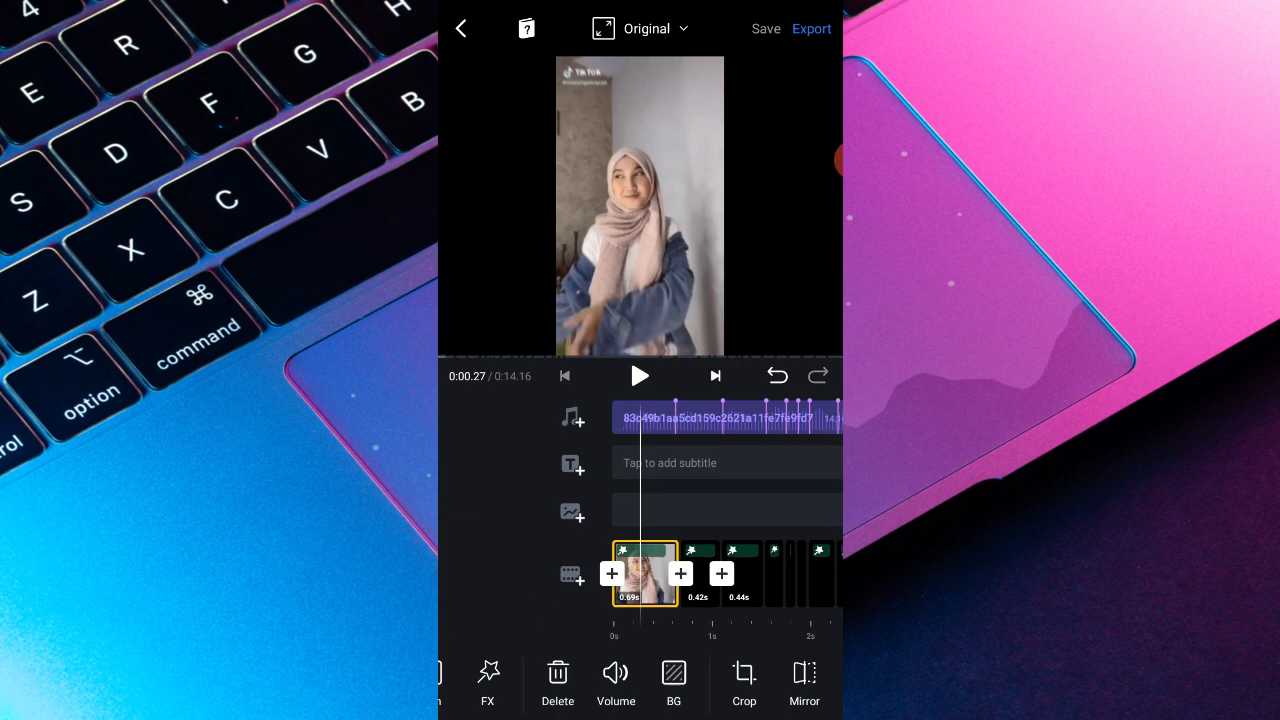 4
R
G
H
E
F
B
D
V
S
C
X
Z
⌘
command
option
Original
Save
Export
TikTok
0:00.27 / 0:14.16
83c49b1aa5cd159c2621a11fe7fe9fd7
Tap to add subtitle
0.69s
0.42s
0.44s
0s
1s
2s
FX
Delete
Volume
BG
Crop
Mirror